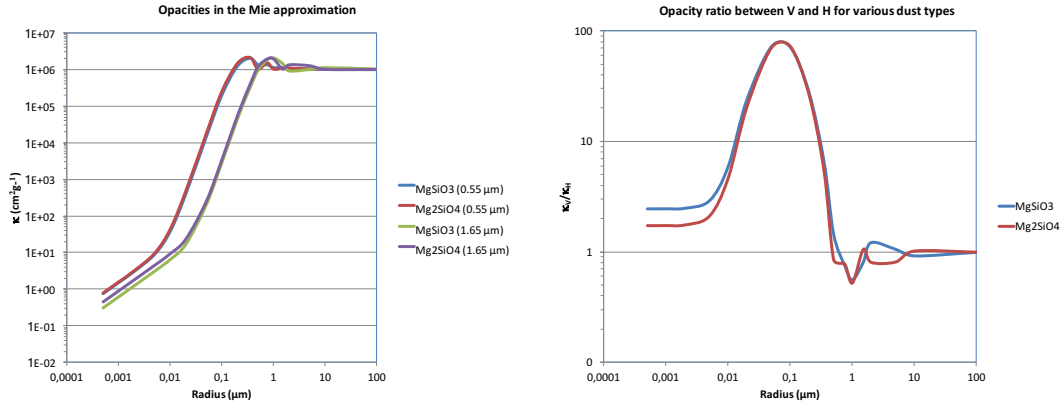 Opacities in the Mie approximation
1E+07
1E+06
1E+05
1E+04
1E+03
1E+02
1E+01
1E+00
1E-01
1E-02
κ (cm²g⁻¹)
0,0001 0,001 0,01 0,1 1 10 100
Radius (μm)
MgSiO3 (0.55 μm)
Mg2SiO4 (0.55 μm)
MgSiO3 (1.65 μm)
Mg2SiO4 (1.65 μm)
Opacity ratio between V and H for various dust types
100
10
1
0
κV/κH
0,0001 0,001 0,01 0,1 1 10 100
Radius (μm)
MgSiO3
Mg2SiO4